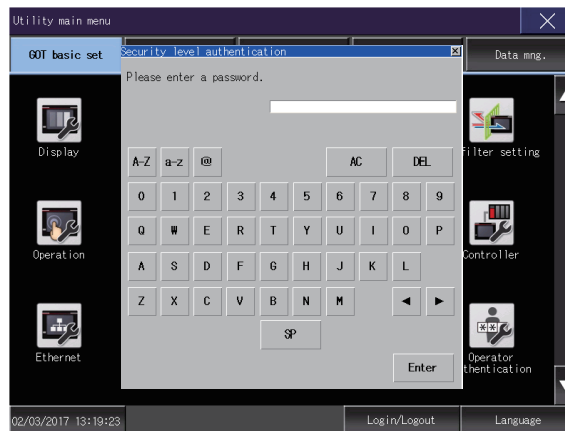 Utility main menu
GOT basic set
Security level authentication
Data mng.
Please enter a password.
Display
filter setting
A-Z a-z @ AC DEL
0 1 2 3 4 5 6 7 8 9
Q W E R T Y U I O P
Operation
Controller
A S D F G H J K L
Z X C V B N M ◄ ►
SP
Ethernet
Operator
thentication
Enter
02/03/2017 13:19:23
Login/Logout
Language